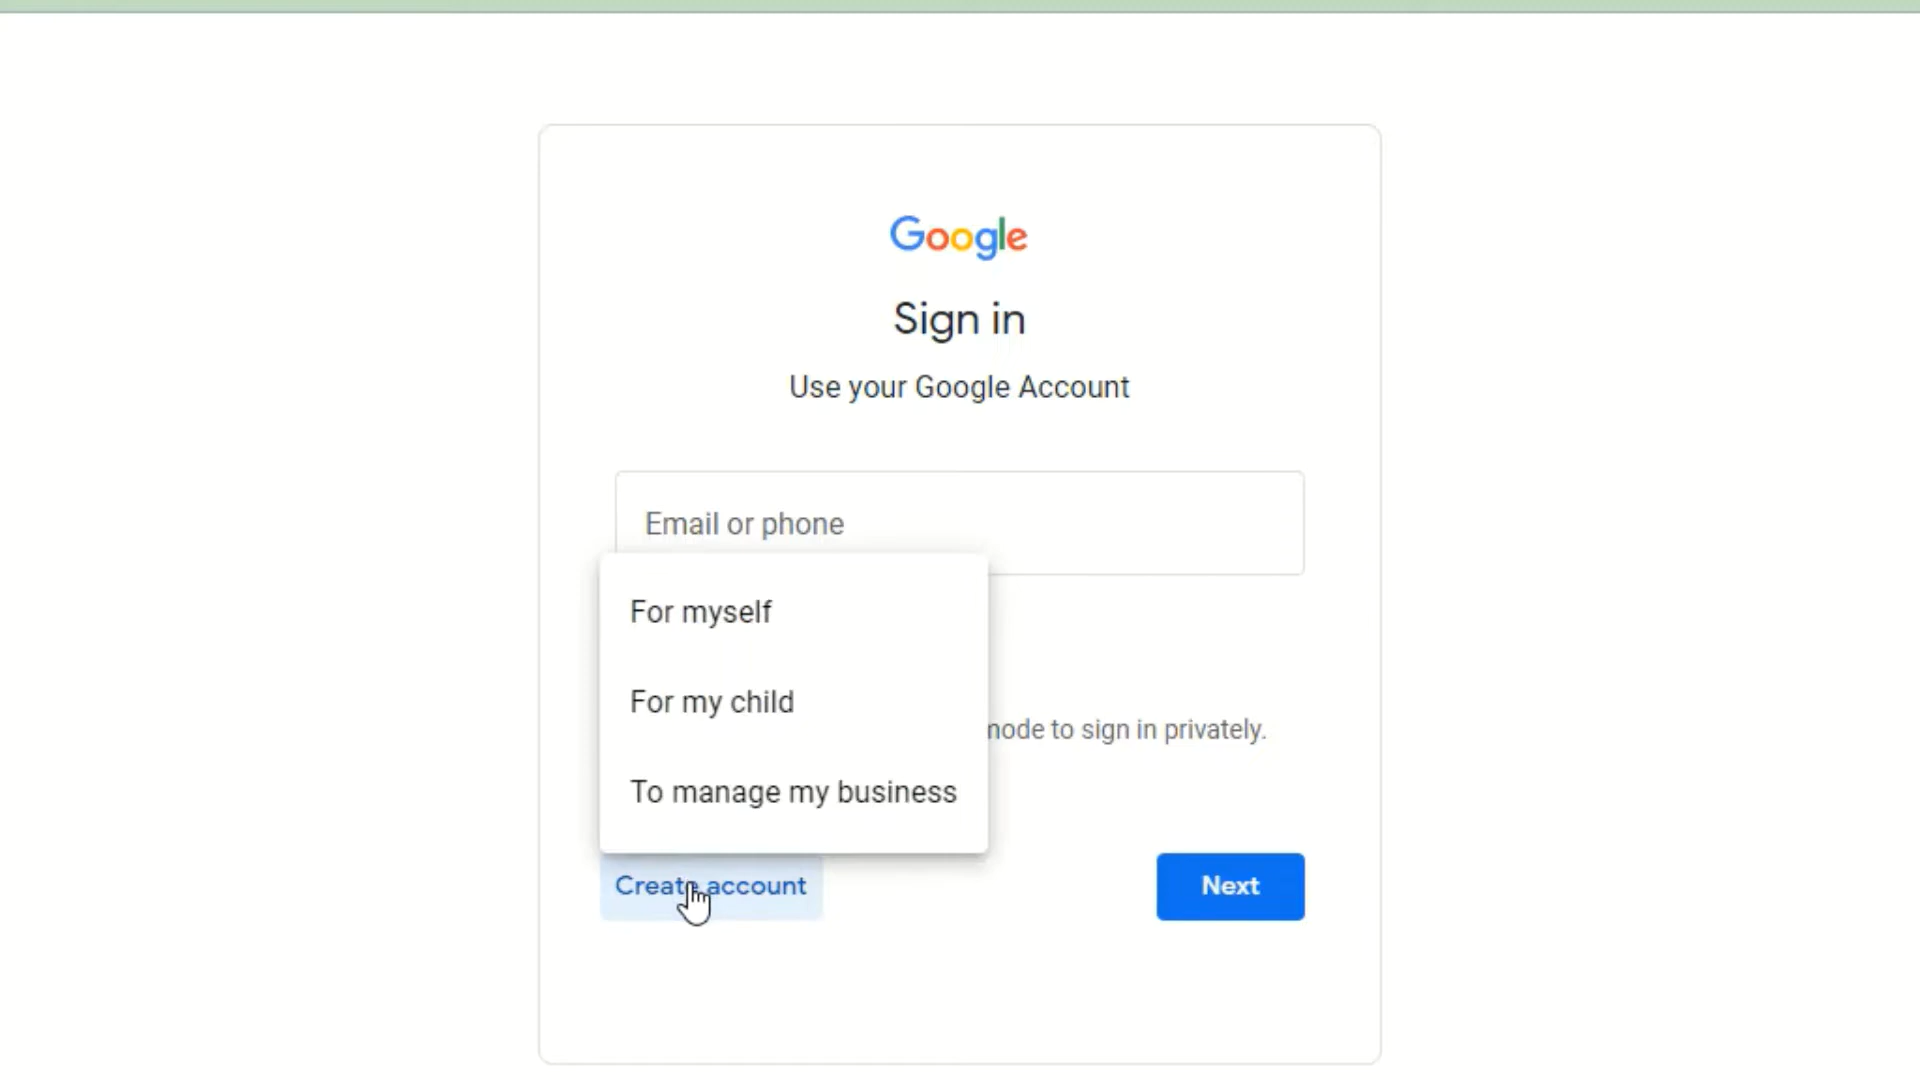 Google
Sign in
Use your Google Account
Email or phone
For myself
For my child
mode to sign in privately.
To manage my business
Create account
Next